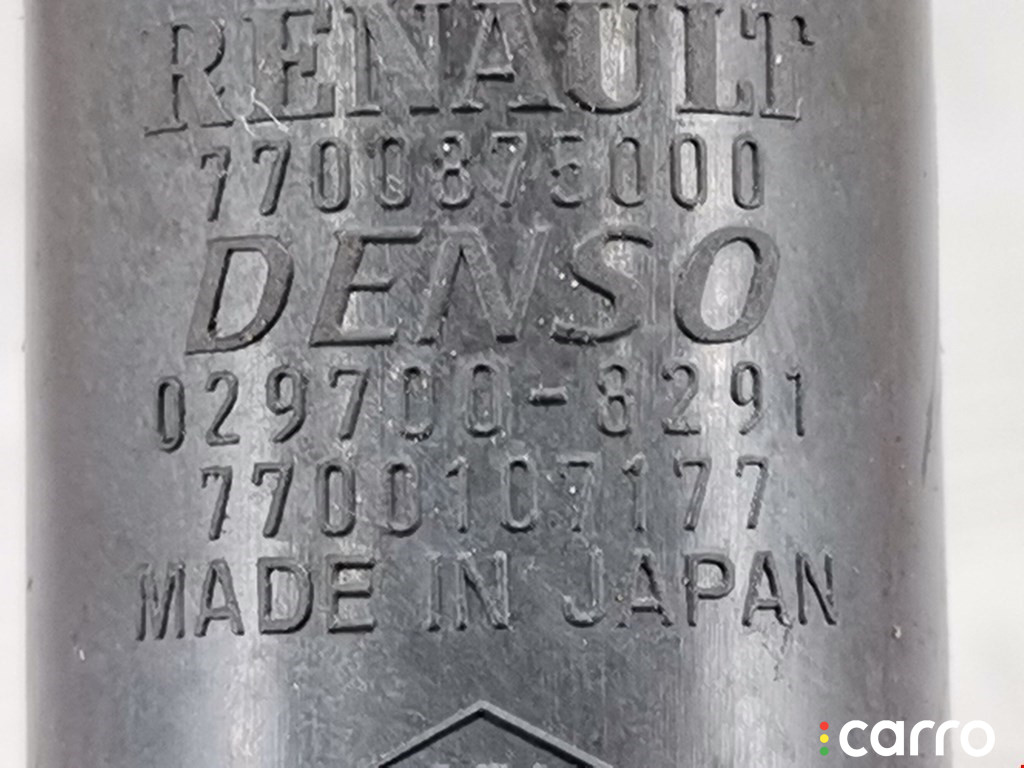 RENAULT
7700875000
DENSO
029700-8291
7700107177
MADE IN JAPAN
carro